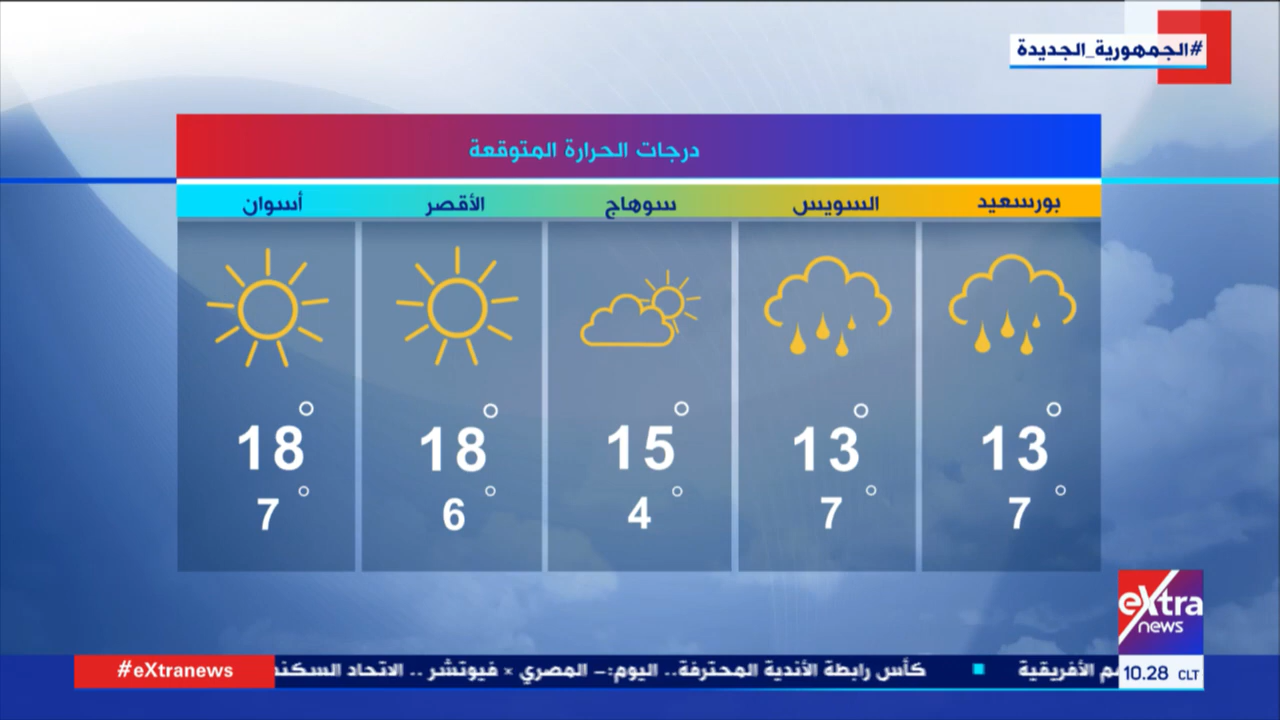 #الجمهورية_الجديدة
درجات الحرارة المتوقعة
بورسعيد السويس سوهاج الأقصر أسوان
13° 13° 15° 18° 18°
7° 7° 4° 6° 7°
eXtra
news
الأفريقية ■ كأس رابطة الأندية المحترفة.. اليوم:- المصري × فيوتشر .. الاتحاد
#eXtranews
10.28 CLT